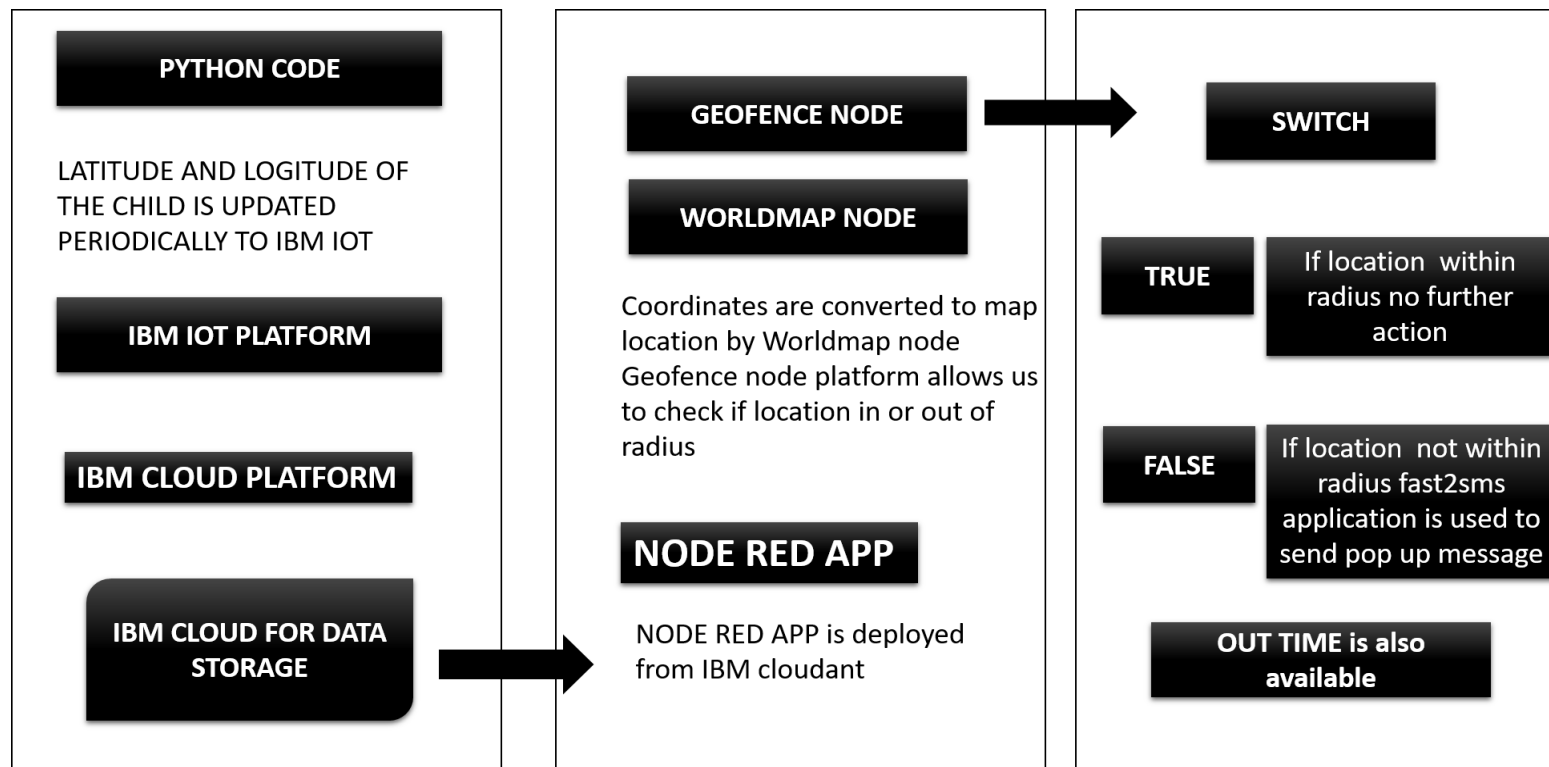 PYTHON CODE
LATITUDE AND LOGITUDE OF
THE CHILD IS UPDATED
PERIODICALLY TO IBM IOT
IBM IOT PLATFORM
IBM CLOUD PLATFORM
IBM CLOUD FOR DATA
STORAGE
GEOFENCE NODE
WORLDMAP NODE
Coordinates are converted to map
location by Worldmap node
Geofence node platform allows us
to check if location in or out of
radius
NODE RED APP
NODE RED APP is deployed
from IBM cloudant
SWITCH
TRUE
If location within
radius no further
action
FALSE
If location not within
radius fast2sms
application is used to
send pop up message
OUT TIME is also
available